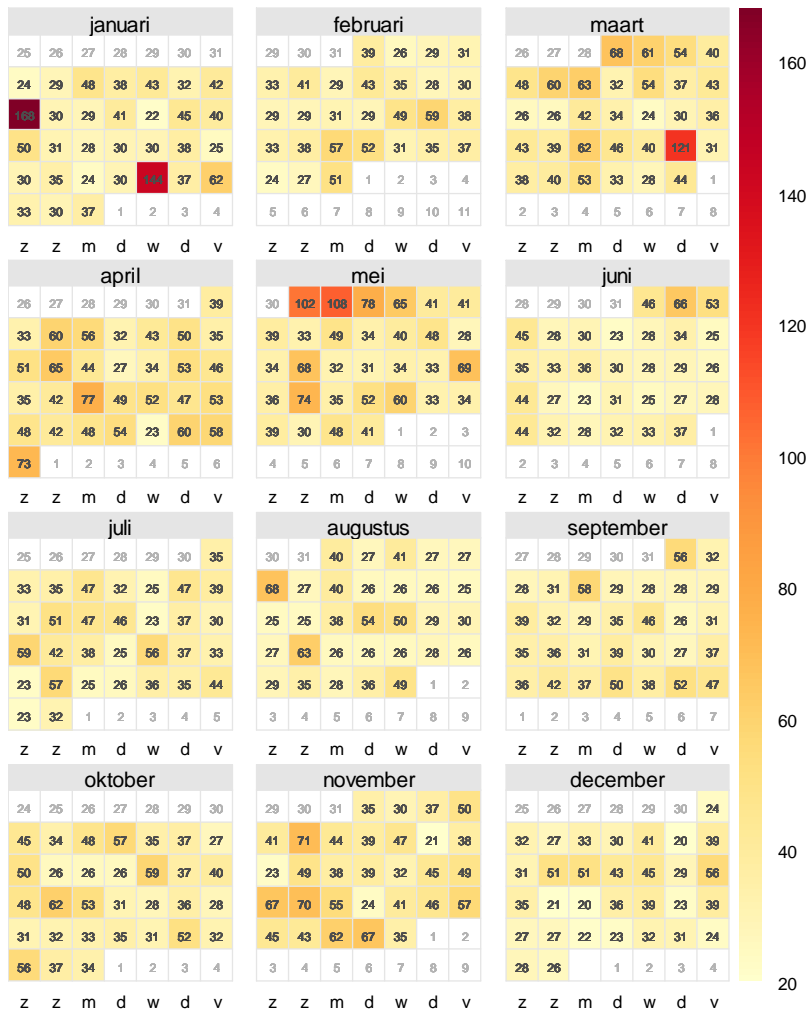 januari februari maart
25 26 27 28 29 30 31 29 30 31 39 26 29 31 26 27 28 68 61 54 40
24 29 48 38 43 32 42 33 41 29 43 35 28 30 48 60 63 32 54 37 43
168 30 29 41 22 45 40 29 29 31 29 49 59 38 26 26 42 34 24 30 36
50 31 28 30 30 38 25 33 38 57 52 31 35 37 43 39 62 46 40 121 31
30 35 24 30 144 37 62 24 27 51 1 2 3 4 38 40 53 33 28 44 1
33 30 37 1 2 3 4 5 6 7 8 9 10 11 2 3 4 5 6 7 8
z z m d w d v z z m d w d v z z m d w d v
april mei juni
26 27 28 29 30 31 39 30 102 108 78 65 41 41 28 29 30 31 46 66 53
33 60 56 32 43 50 35 39 33 49 34 40 48 28 45 28 30 23 28 34 25
51 65 44 27 34 53 46 34 68 32 31 34 33 69 35 33 36 30 28 29 26
35 42 77 49 52 47 53 36 74 35 52 60 33 34 44 27 23 31 25 27 28
48 42 48 54 23 60 58 39 30 48 41 1 2 3 44 32 28 32 33 37 1
73 1 2 3 4 5 6 4 5 6 7 8 9 10 2 3 4 5 6 7 8
z z m d w d v z z m d w d v z z m d w d v
juli augustus september
25 26 27 28 29 30 35 30 31 40 27 41 27 27 27 28 29 30 31 56 32
33 35 47 32 25 47 39 68 27 40 26 26 26 25 28 31 58 29 28 28 29
31 51 47 46 23 37 30 25 25 38 54 50 29 30 39 32 29 35 46 26 31
59 42 38 25 56 37 33 27 63 26 26 26 28 26 35 36 31 39 30 27 37
23 57 25 26 36 35 44 29 35 28 36 49 1 2 36 42 37 50 38 52 47
23 32 1 2 3 4 5 3 4 5 6 7 8 9 1 2 3 4 5 6 7
z z m d w d v z z m d w d v z z m d w d v
oktober november december
24 25 26 27 28 29 30 29 30 31 35 30 37 50 25 26 27 28 29 30 24
45 34 48 57 35 37 27 41 71 44 39 47 21 38 32 27 33 30 41 20 39
50 26 26 26 59 37 40 23 49 38 39 32 45 49 31 51 51 43 45 29 56
48 62 53 31 28 36 28 67 70 55 24 41 46 57 35 21 20 36 39 23 39
31 32 33 35 31 52 32 45 43 62 67 35 1 2 27 27 22 23 32 31 24
56 37 34 1 2 3 4 3 4 5 6 7 8 9 28 26 1 2 3 4
z z m d w d v z z m d w d v z z m d w d v
160
140
120
100
80
60
40
20